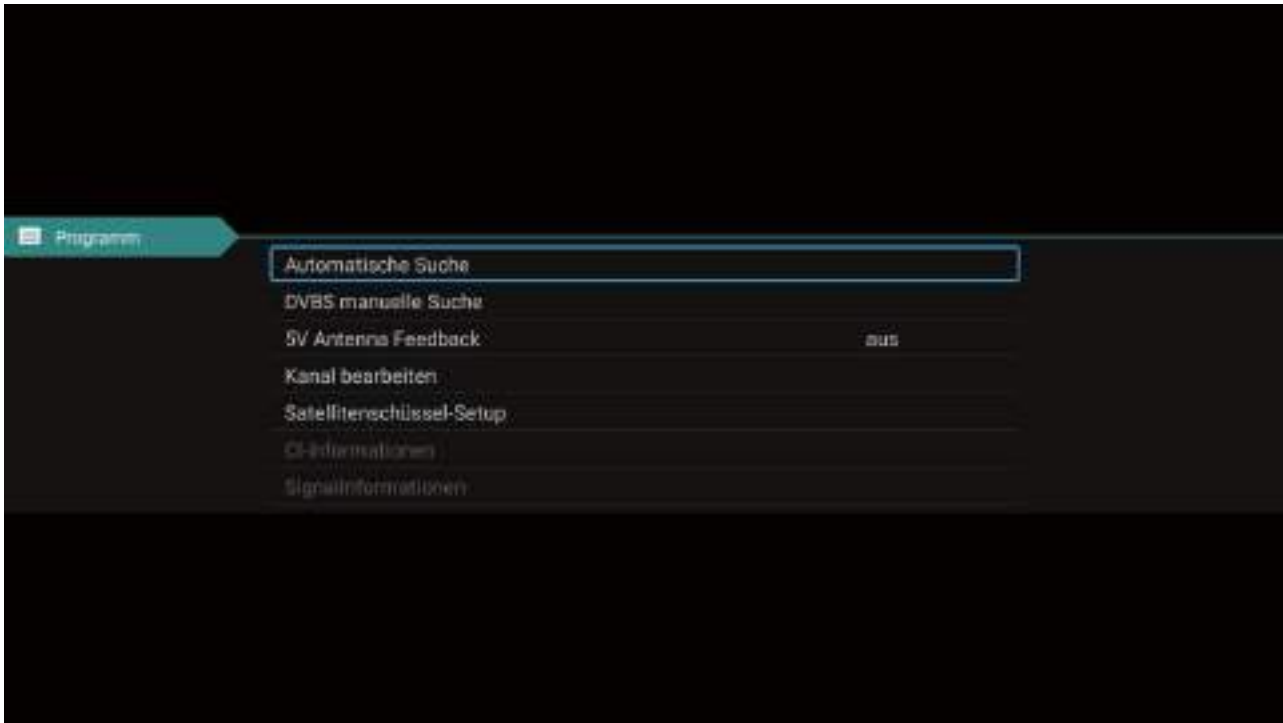 Programm
Automatische Suche
DVBS manuelle Suche
5V Antenna Feedback aus
Kanal bearbeiten
Satellitenschüssel-Setup
CI-Informationen
Signalinformationen